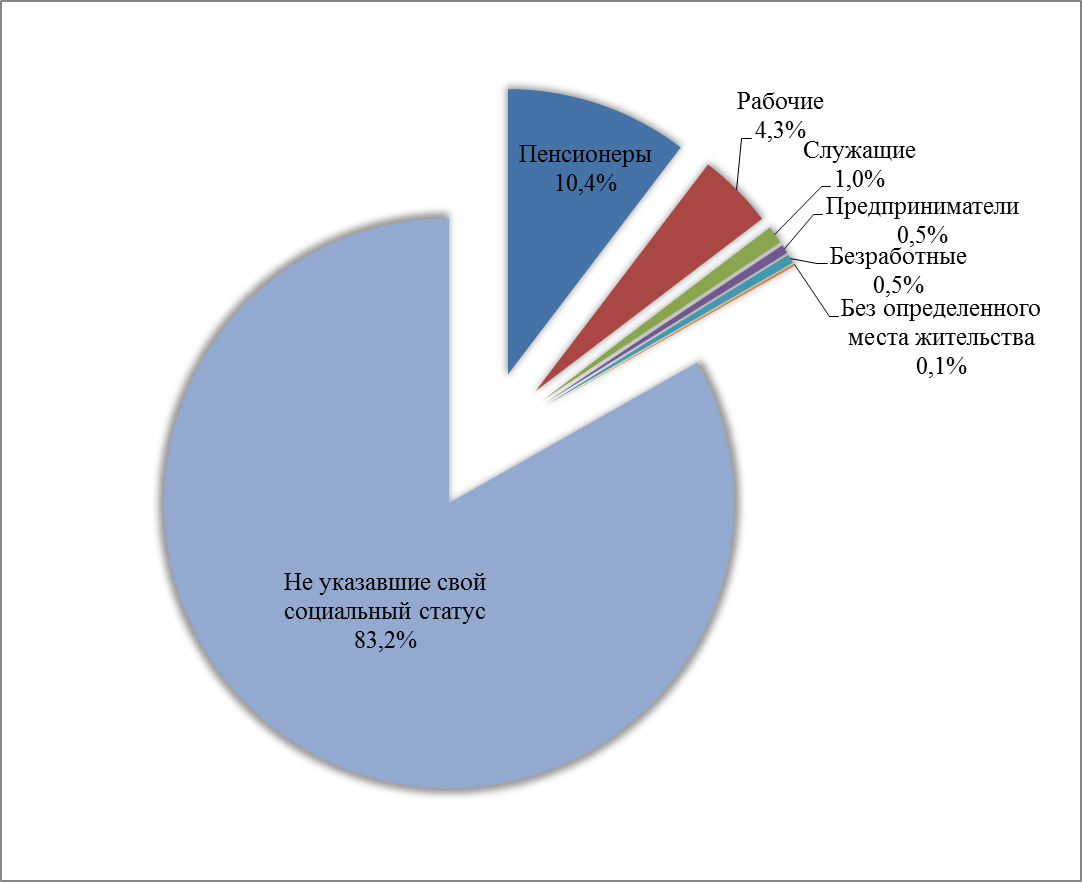 Рабочие
4,3%
Пенсионеры
10,4%
Служащие
1,0%
Предприниматели
0,5%
Безработные
0,5%
Без определенного
места жительства
0,1%
Не указавшие свой
социальный статус
83,2%